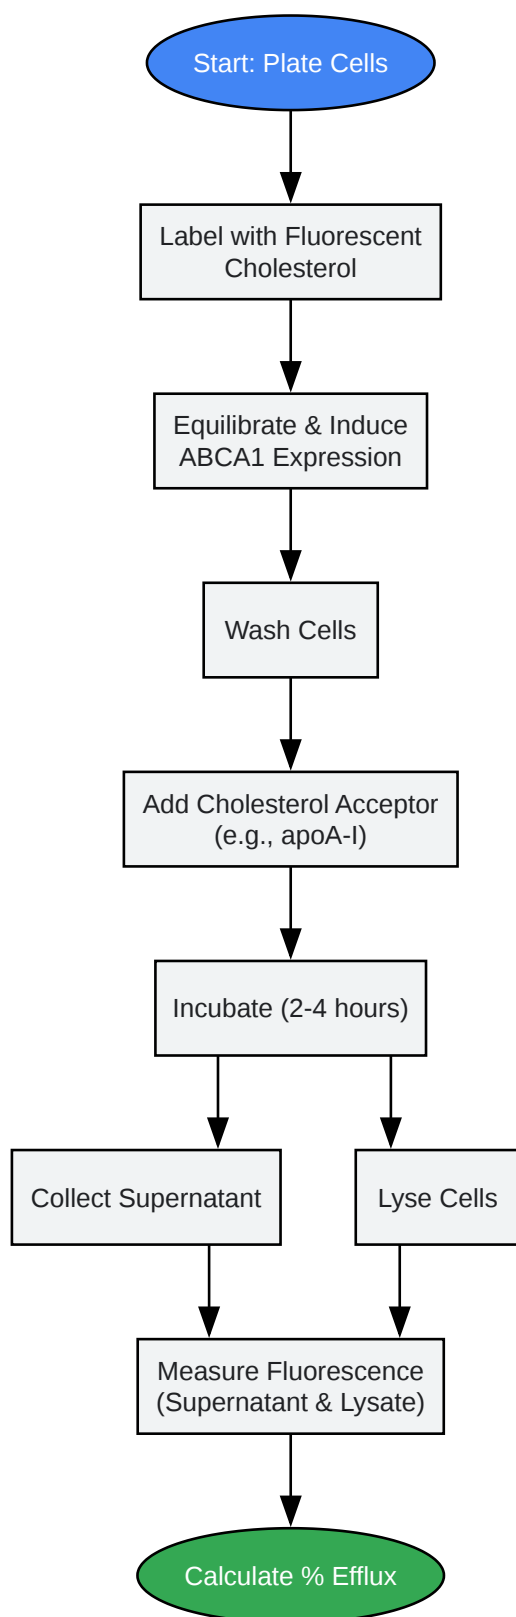 Start: Plate Cells
Label with Fluorescent
Cholesterol
Equilibrate & Induce
ABCA1 Expression
Wash Cells
Add Cholesterol Acceptor
(e.g., apoA-I)
Incubate (2-4 hours)
Collect Supernatant
Lyse Cells
Measure Fluorescence
(Supernatant & Lysate)
Calculate % Efflux